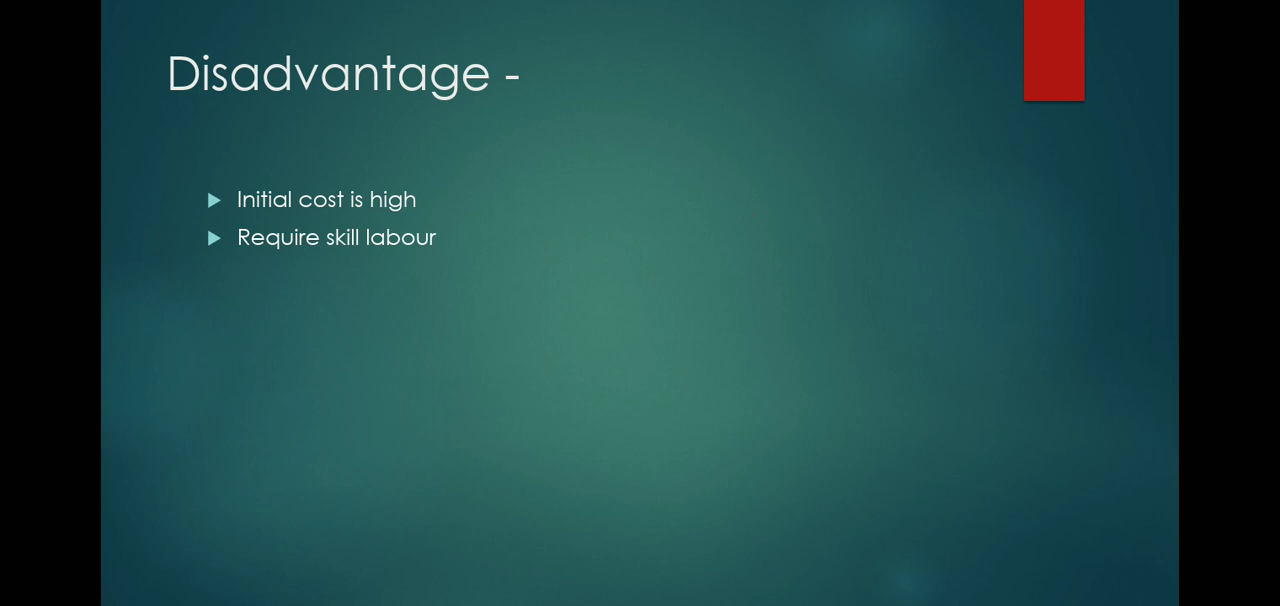 Disadvantage -
Initial cost is high
Require skill labour